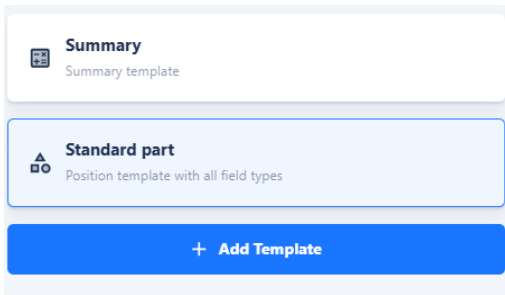 Summary
Summary template
Standard part
Position template with all field types
+ Add Template